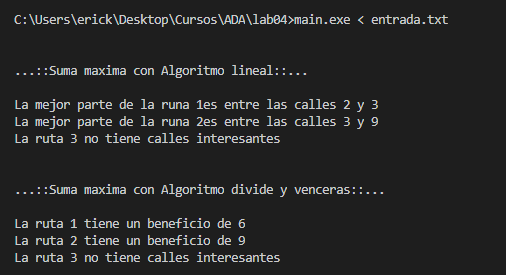 C:\Users\erick\Desktop\Cursos\ADA\lab04>main.exe < entrada.txt
...::Suma maxima con Algoritmo lineal::...
La mejor parte de la runa 1es entre las calles 2 y 3
La mejor parte de la runa 2es entre las calles 3 y 9
La ruta 3 no tiene calles interesantes
...::Suma maxima con Algoritmo divide y venceras::...
La ruta 1 tiene un beneficio de 6
La ruta 2 tiene un beneficio de 9
La ruta 3 no tiene calles interesantes